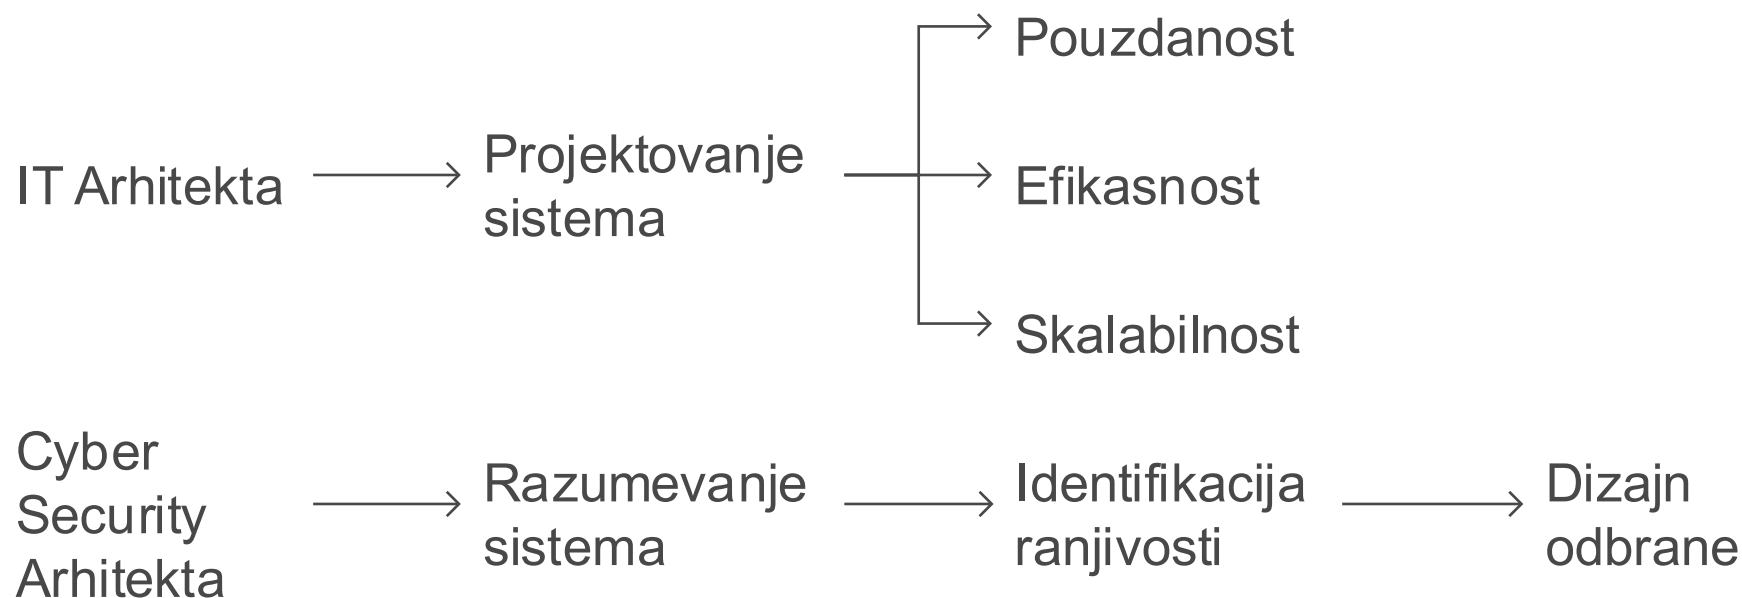 Pouzdanost
IT Arhitekta
Projektovanje
sistema
Efikasnost
Skalabilnost
Cyber
Security
Arhitekta
Razumevanje
sistema
Identifikacija
ranjivosti
Dizajn
odbrane